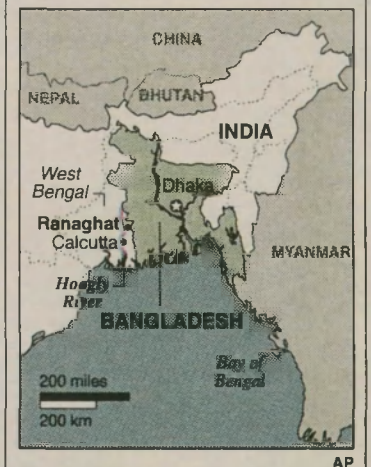 CHINA
NEPAL
BHUTAN
INDIA
West
Bengal
Dhaka
Ranaghat
Calcutta
MYANMAR
Hoogly
River
BANGLADESH
Bay of
Bengal
200 miles
200 km
AP